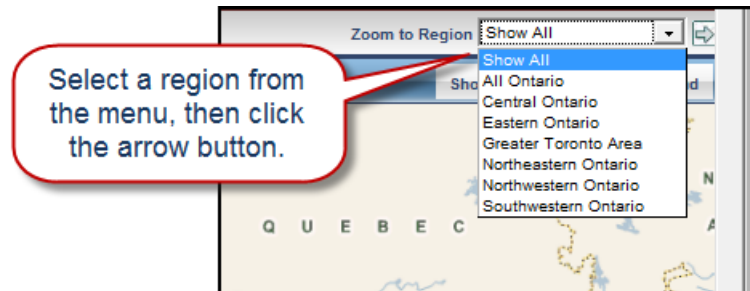 Zoom to Region Show All
Show All
All Ontario
Central Ontario
Eastern Ontario
Greater Toronto Area
Northeastern Ontario
Northwestern Ontario
Southwestern Ontario
Select a region from
the menu, then click
the arrow button.
Q U E B E C
N